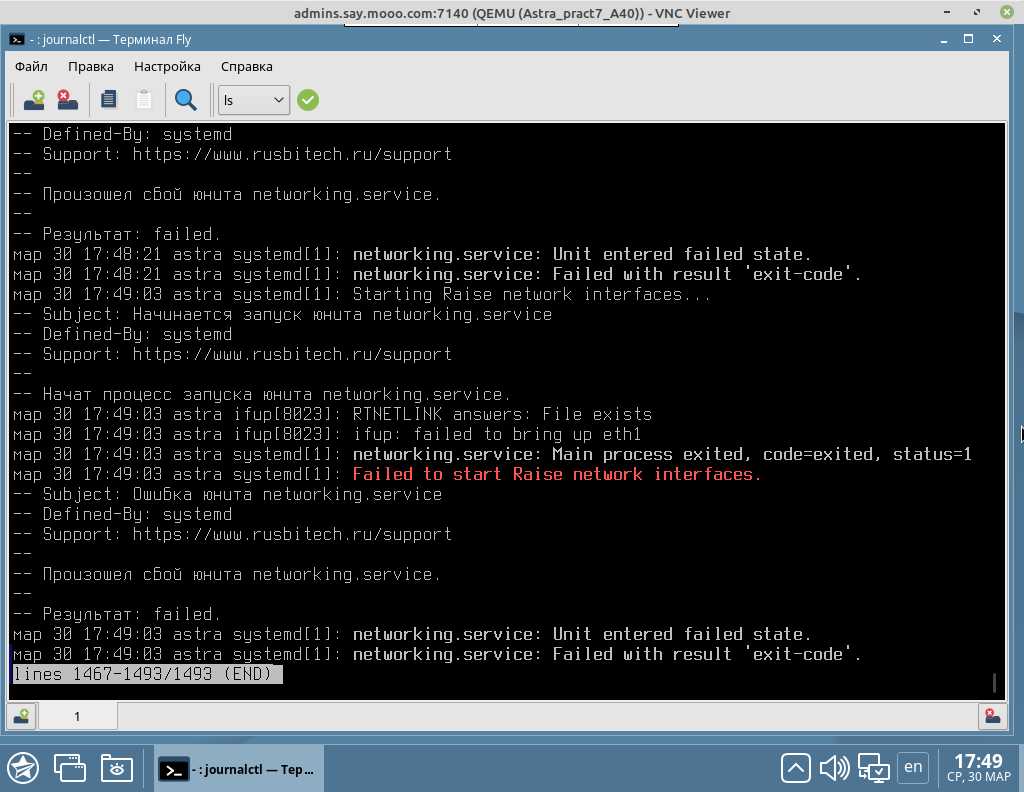 admins.say.mooo.com:7140 (QEMU (Astra_pract7_A40)) - VNC Viewer
- : journalctl — Терминал Fly
Файл Правка Настройка Справка
ls
-- Defined-By: systemd
-- Support: https://www.rusbitech.ru/support
--
-- Произошел сбой юнита networking.service.
--
-- Результат: failed.
мар 30 17:48:21 astra systemd[1]: networking.service: Unit entered failed state.
мар 30 17:48:21 astra systemd[1]: networking.service: Failed with result 'exit-code'.
мар 30 17:49:03 astra systemd[1]: Starting Raise network interfaces...
-- Subject: Начинается запуск юнита networking.service
-- Defined-By: systemd
-- Support: https://www.rusbitech.ru/support
--
-- Начат процесс запуска юнита networking.service.
мар 30 17:49:03 astra ifup[8023]: RTNETLINK answers: File exists
мар 30 17:49:03 astra ifup[8023]: ifup: failed to bring up eth1
мар 30 17:49:03 astra systemd[1]: networking.service: Main process exited, code=exited, status=1
мар 30 17:49:03 astra systemd[1]: Failed to start Raise network interfaces.
-- Subject: Ошибка юнита networking.service
-- Defined-By: systemd
-- Support: https://www.rusbitech.ru/support
--
-- Произошел сбой юнита networking.service.
--
-- Результат: failed.
мар 30 17:49:03 astra systemd[1]: networking.service: Unit entered failed state.
мар 30 17:49:03 astra systemd[1]: networking.service: Failed with result 'exit-code'.
lines 1467-1493/1493 (END)
1
- : journalctl — Тер...
en
17:49
СР, 30 МАР